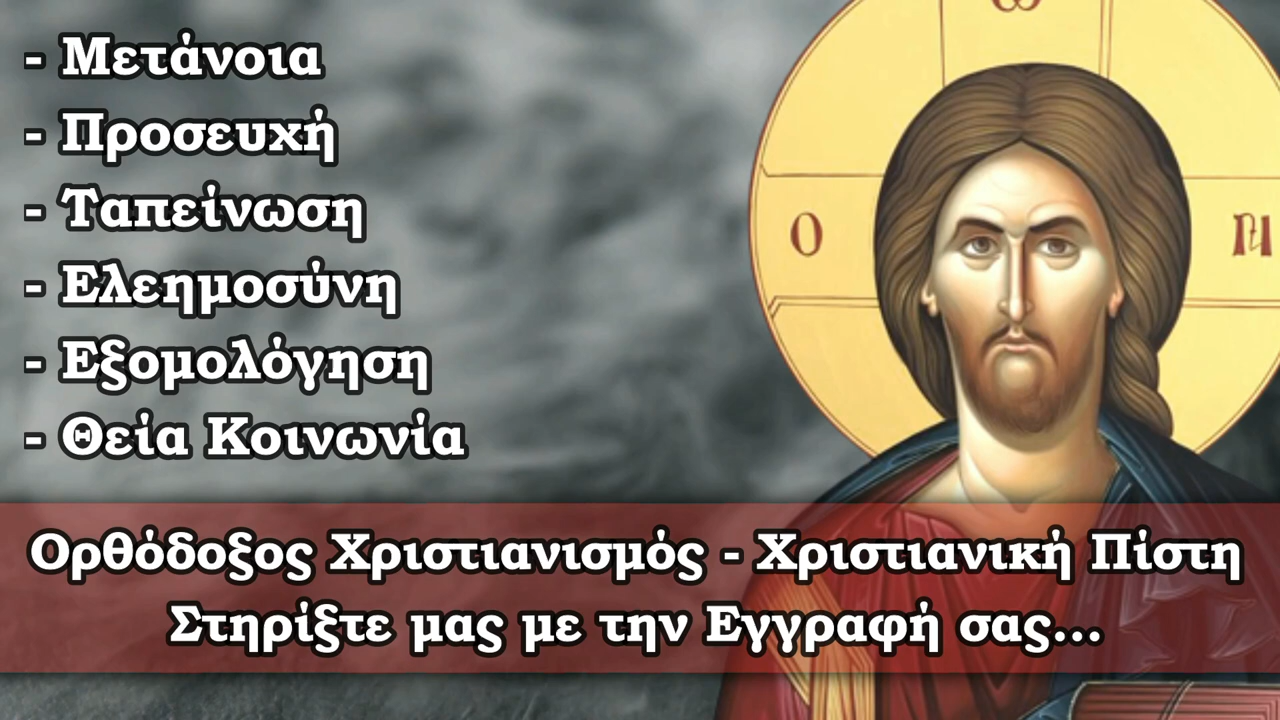 ω
- Μετάνοια
- Προσευχή
- Ταπείνωση
- Ελεημοσύνη
- Εξομολόγηση
- Θεία Κοινωνία
Ο Ν
Ορθόδοξος Χριστιανισμός - Χριστιανική Πίστη
Στηρίξτε μας με την Εγγραφή σας...